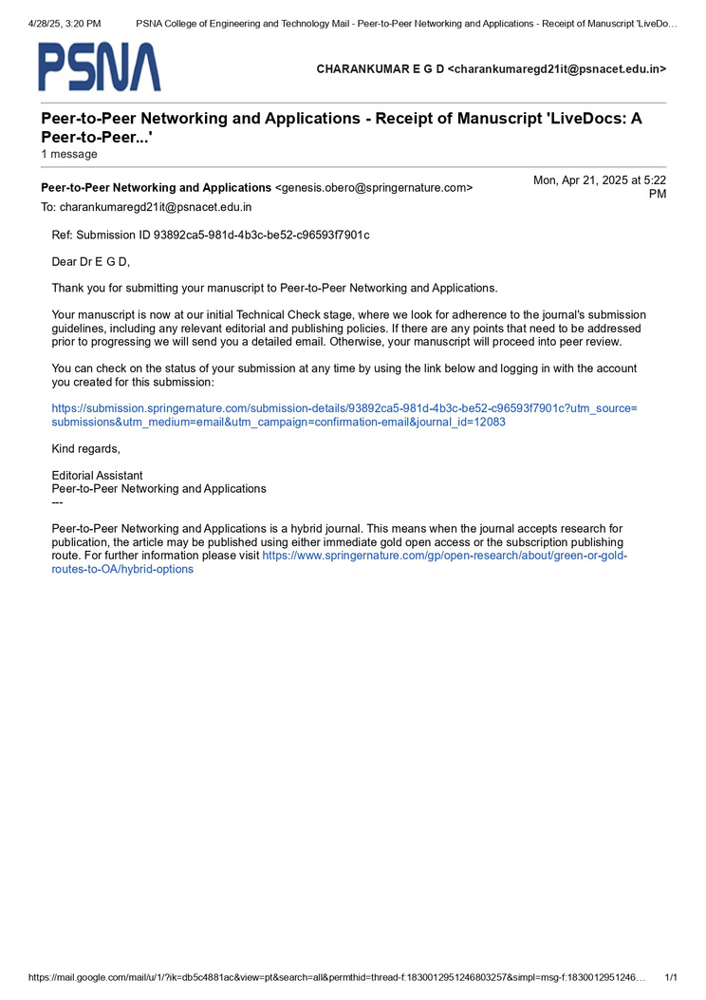 4/28/25, 3:20 PM PSNA College of Engineering and Technology Mail - Peer-to-Peer Networking and Applications - Receipt of Manuscript 'LiveDo…
PSNA
CHARANKUMAR E G D <charankumaregd21it@psnacet.edu.in>
Peer-to-Peer Networking and Applications - Receipt of Manuscript 'LiveDocs: A
Peer-to-Peer...'
1 message
Peer-to-Peer Networking and Applications <genesis.obero@springernature.com>
Mon, Apr 21, 2025 at 5:22
PM
To: charankumaregd21it@psnacet.edu.in
Ref: Submission ID 93892ca5-981d-4b3c-be52-c96593f7901c
Dear Dr E G D,
Thank you for submitting your manuscript to Peer-to-Peer Networking and Applications.
Your manuscript is now at our initial Technical Check stage, where we look for adherence to the journal's submission
guidelines, including any relevant editorial and publishing policies. If there are any points that need to be addressed
prior to progressing we will send you a detailed email. Otherwise, your manuscript will proceed into peer review.
You can check on the status of your submission at any time by using the link below and logging in with the account
you created for this submission:
https://submission.springernature.com/submission-details/93892ca5-981d-4b3c-be52-c96593f7901c?utm_source=
submissions&utm_medium=email&utm_campaign=confirmation-email&journal_id=12083
Kind regards,
Editorial Assistant
Peer-to-Peer Networking and Applications
---
Peer-to-Peer Networking and Applications is a hybrid journal. This means when the journal accepts research for
publication, the article may be published using either immediate gold open access or the subscription publishing
route. For further information please visit https://www.springernature.com/gp/open-research/about/green-or-gold-
routes-to-OA/hybrid-options
https://mail.google.com/mail/u/1/?ik=db5c4881ac&view=pt&search=all&permthid=thread-f:1830012951246803257&simpl=msg-f:1830012951246… 1/1